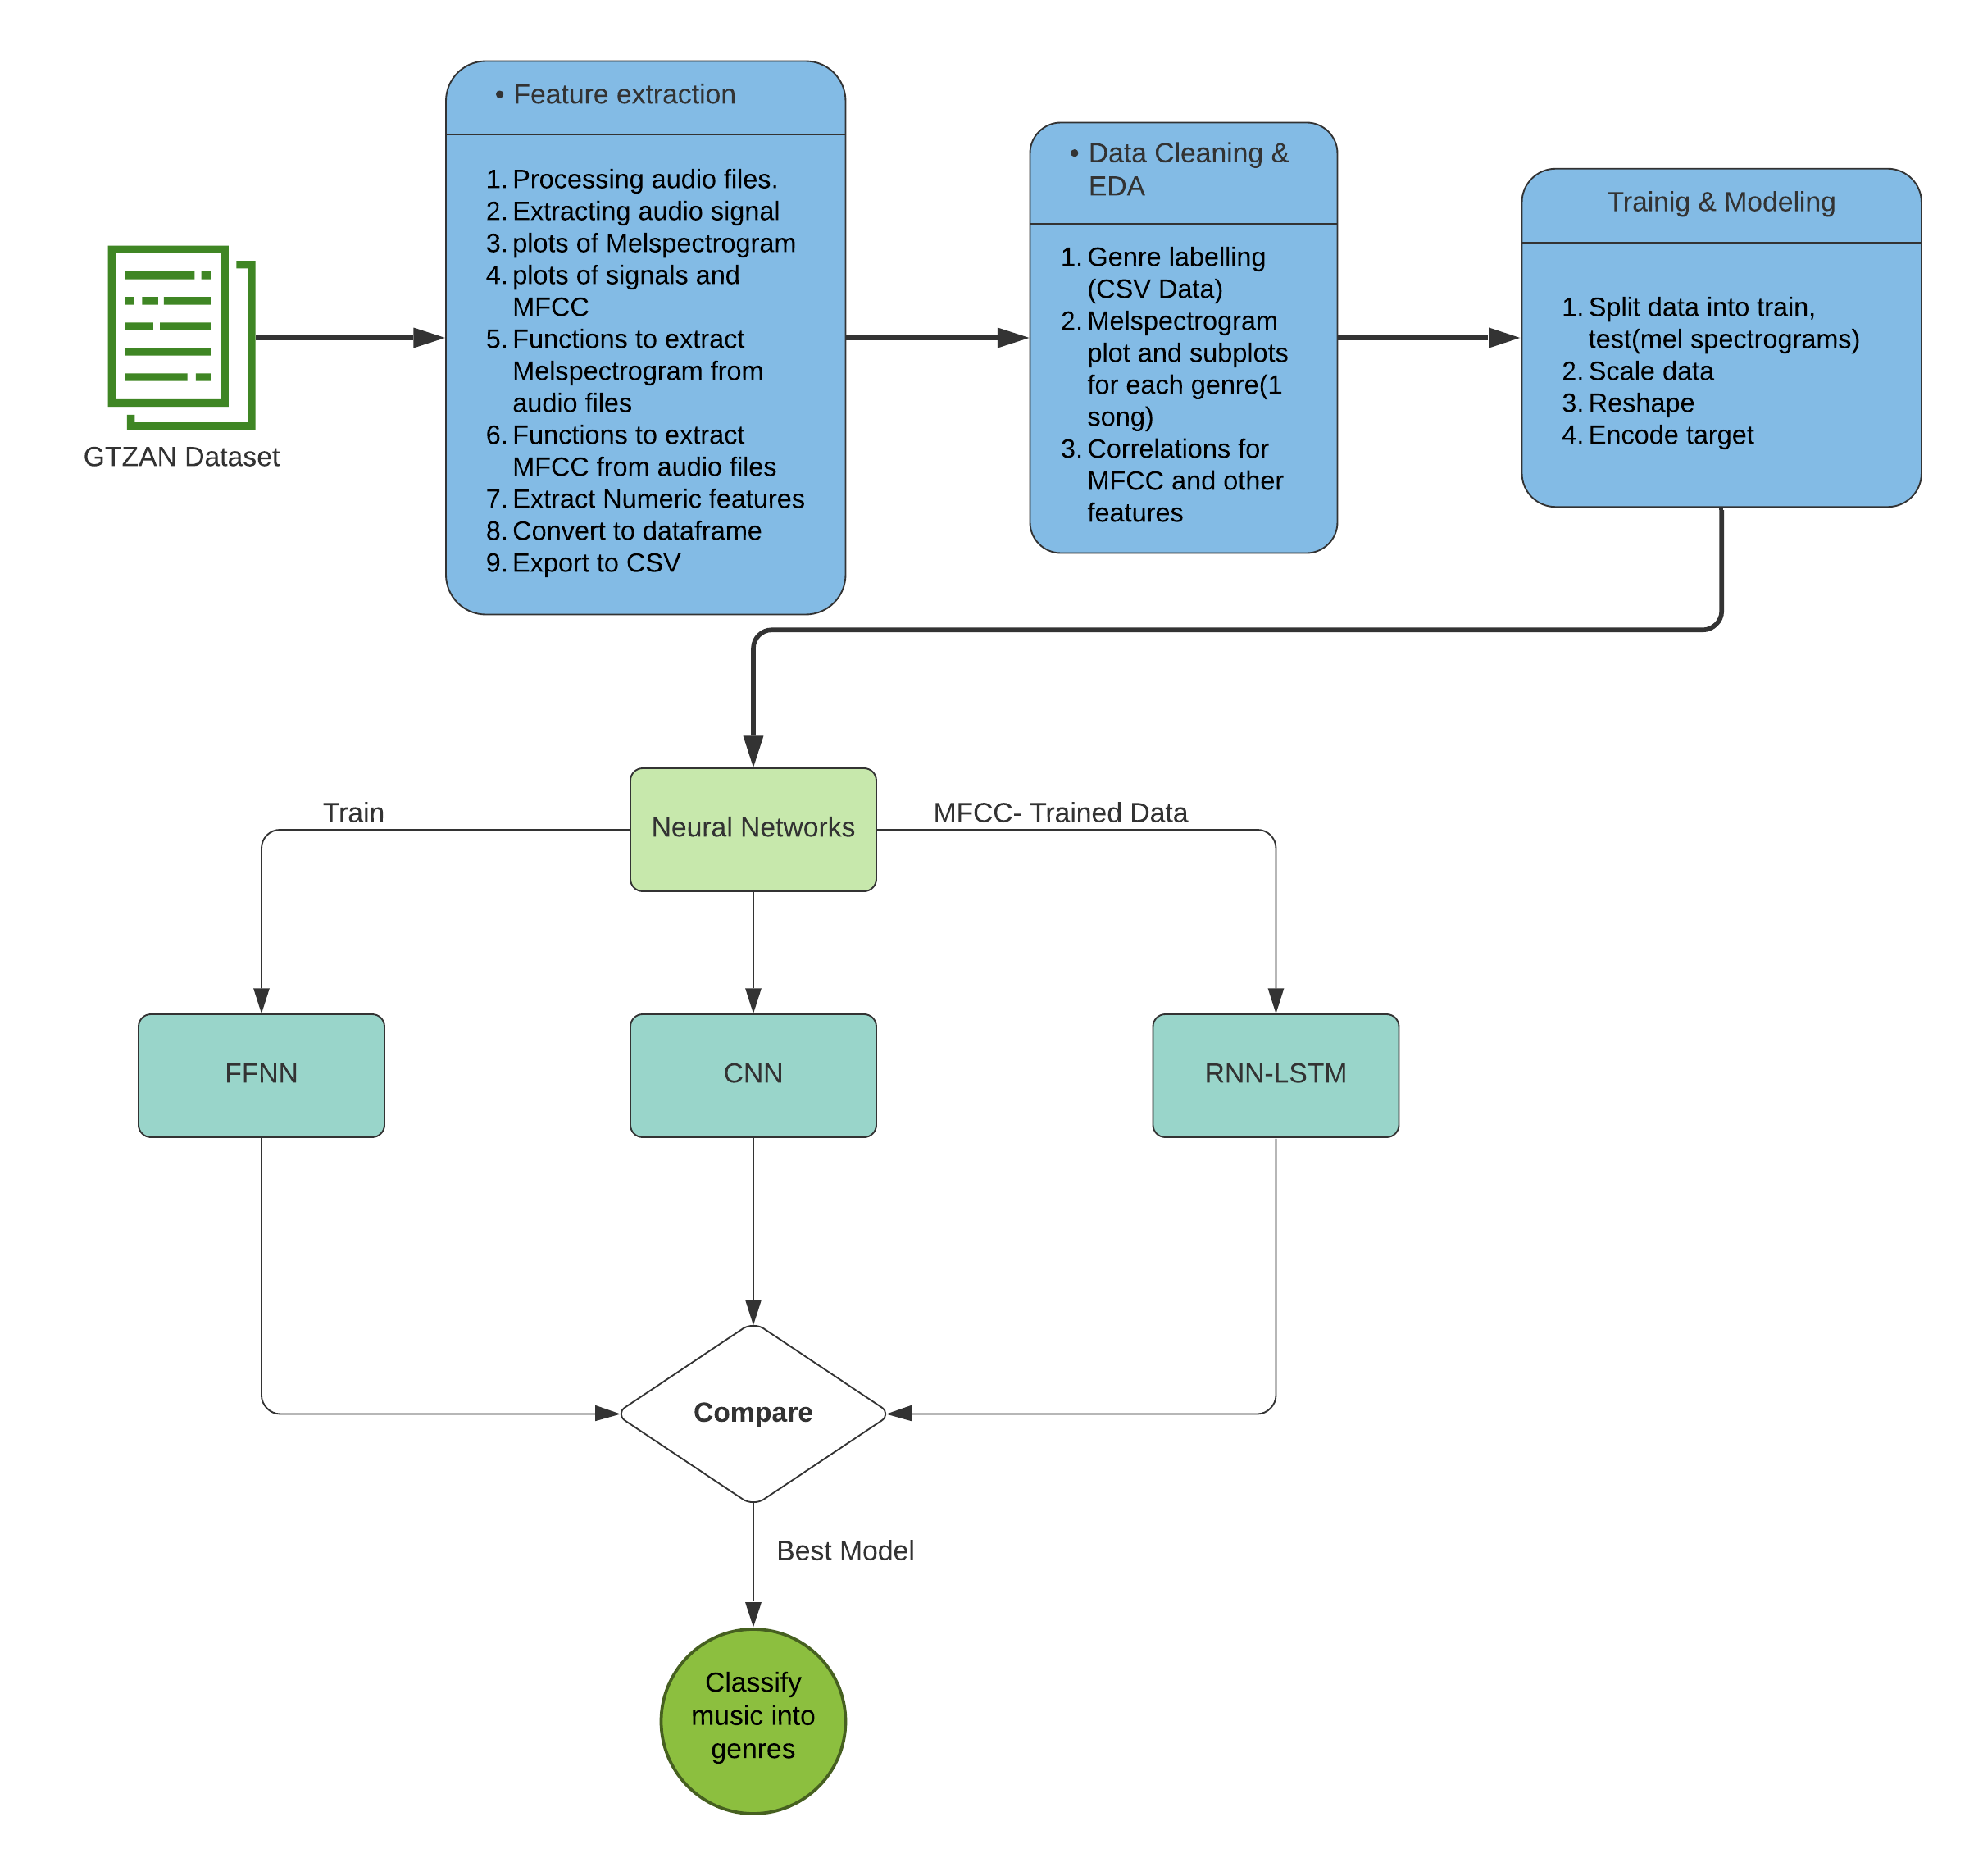 • Feature extraction
1. Processing audio files.
2. Extracting audio signal
3. plots of Melspectrogram
4. plots of signals and
MFCC
5. Functions to extract
Melspectrogram from
audio files
6. Functions to extract
MFCC from audio files
7. Extract Numeric features
8. Convert to dataframe
9. Export to CSV
• Data Cleaning &
EDA
1. Genre labelling
(CSV Data)
2. Melspectrogram
plot and subplots
for each genre(1
song)
3. Correlations for
MFCC and other
features
Trainig & Modeling
1. Split data into train,
test(mel spectrograms)
2. Scale data
3. Reshape
4. Encode target
GTZAN Dataset
Train
Neural Networks
MFCC- Trained Data
FFNN
CNN
RNN-LSTM
Compare
Best Model
Classify
music into
genres